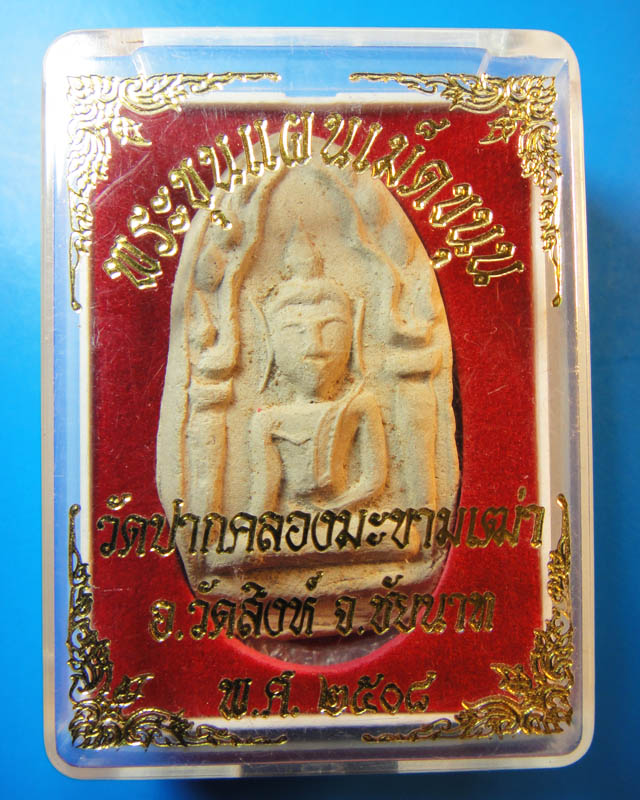 พระขุนแผนเม็ดขนุน
วัดปากคลองมะขามเฒ่า
อ.วัดสิงห์ จ.ชัยนาท
พ.ศ. ๒๕๐๘